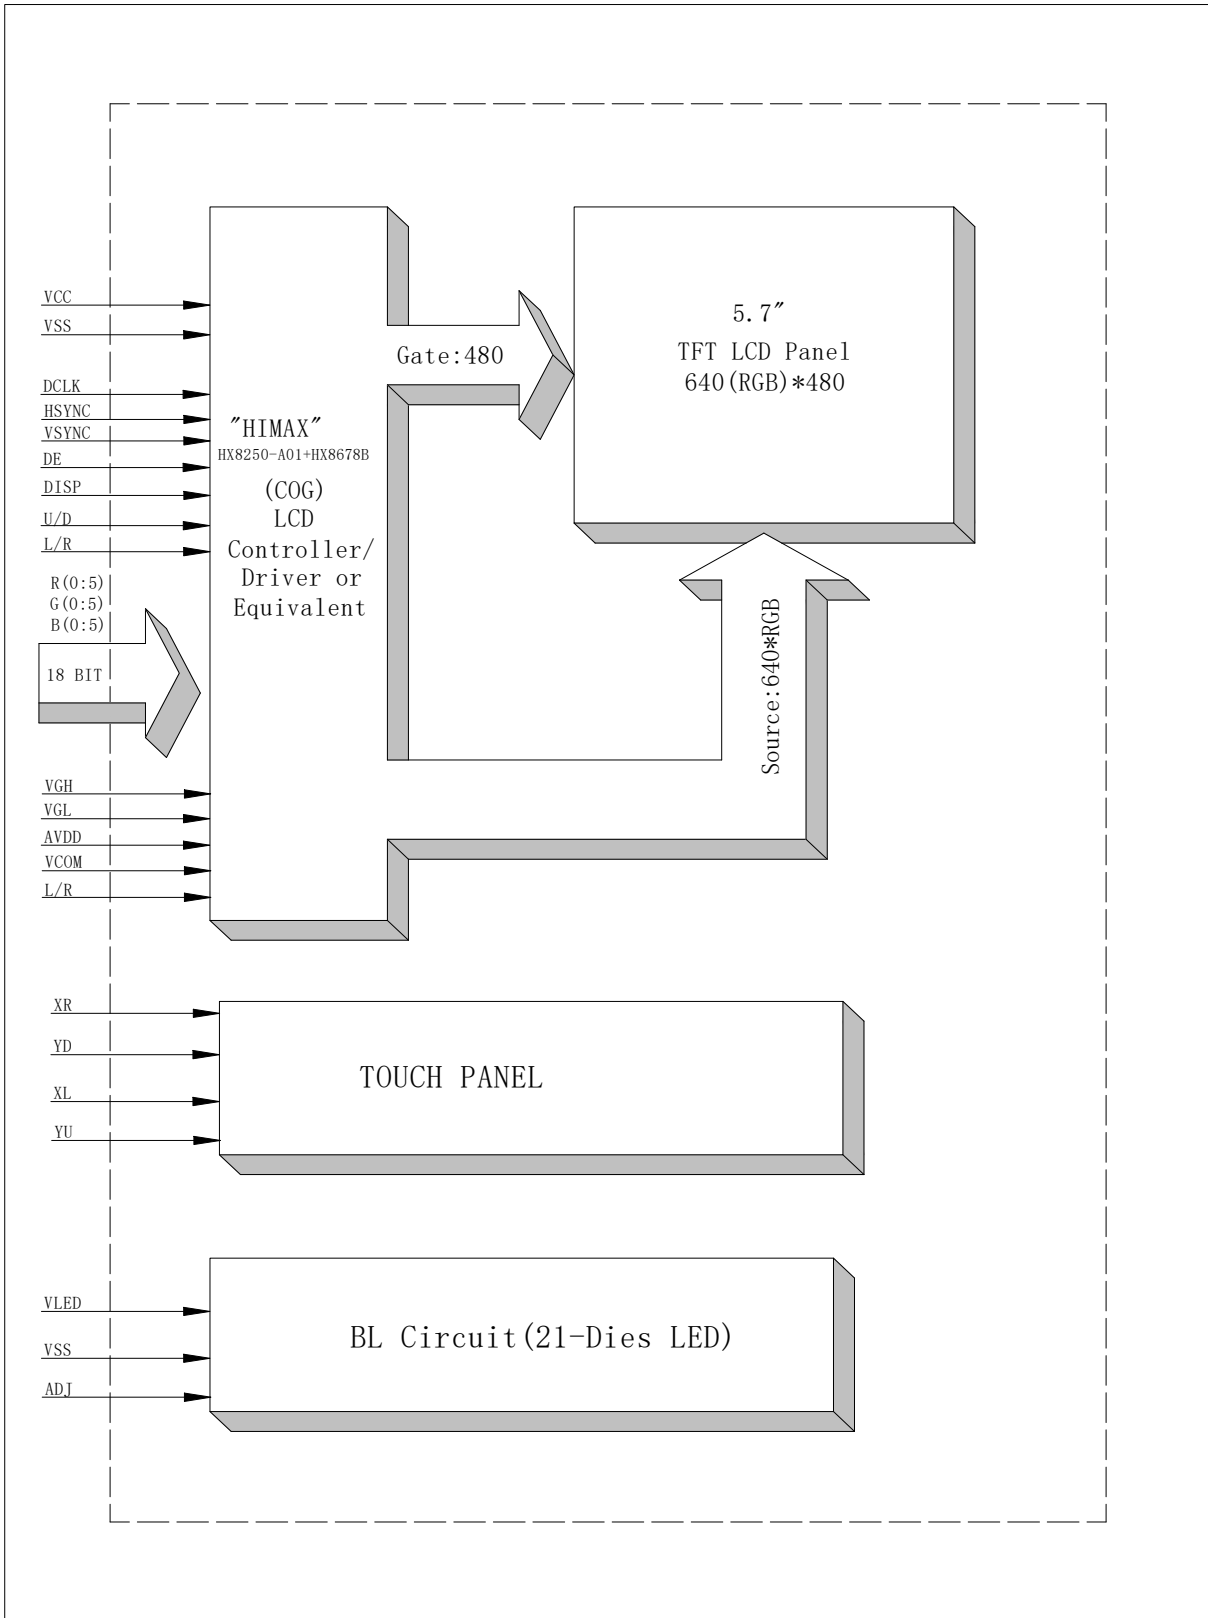 VCC
VSS
DCLK
HSYNC
VSYNC
DE
DISP
U/D
L/R
R(0:5)
G(0:5)
B(0:5)
18 BIT
VGH
VGL
AVDD
VCOM
L/R
"HIMAX"
HX8250-A01+HX8678B
(COG)
LCD
Controller/
Driver or
Equivalent
Gate:480
5.7"
TFT LCD Panel
640(RGB)*480
Source:640*RGB
XR
YD
XL
YU
TOUCH PANEL
VLED
VSS
ADJ
BL Circuit(21-Dies LED)